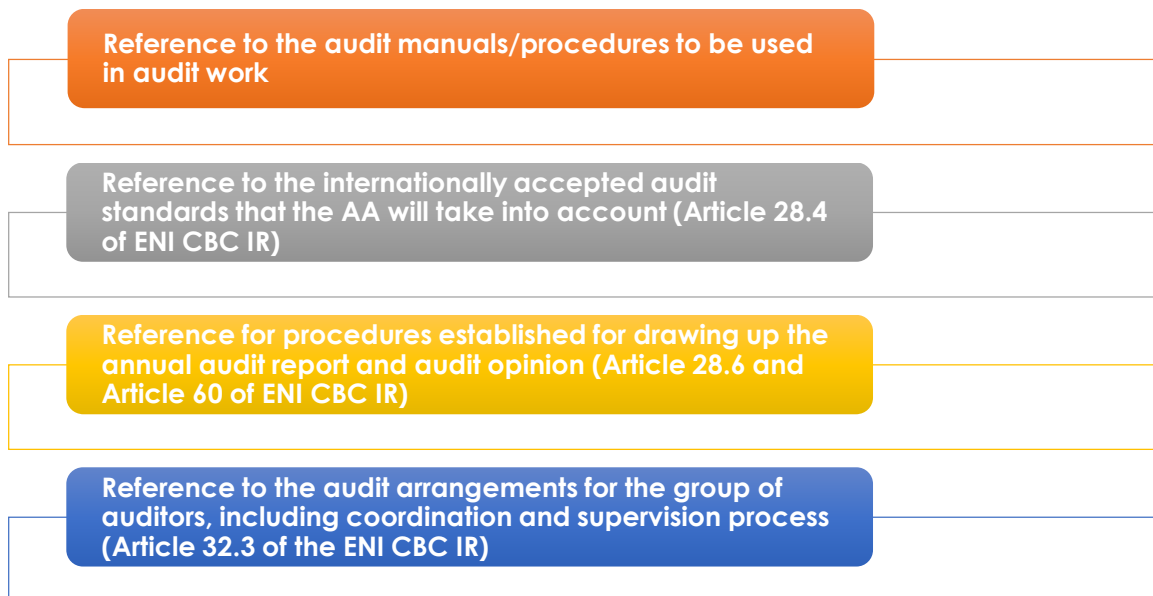 Reference to the audit manuals/procedures to be used
in audit work
Reference to the internationally accepted audit
standards that the AA will take into account (Article 28.4
of ENI CBC IR)
Reference for procedures established for drawing up the
annual audit report and audit opinion (Article 28.6 and
Article 60 of ENI CBC IR)
Reference to the audit arrangements for the group of
auditors, including coordination and supervision process
(Article 32.3 of the ENI CBC IR)